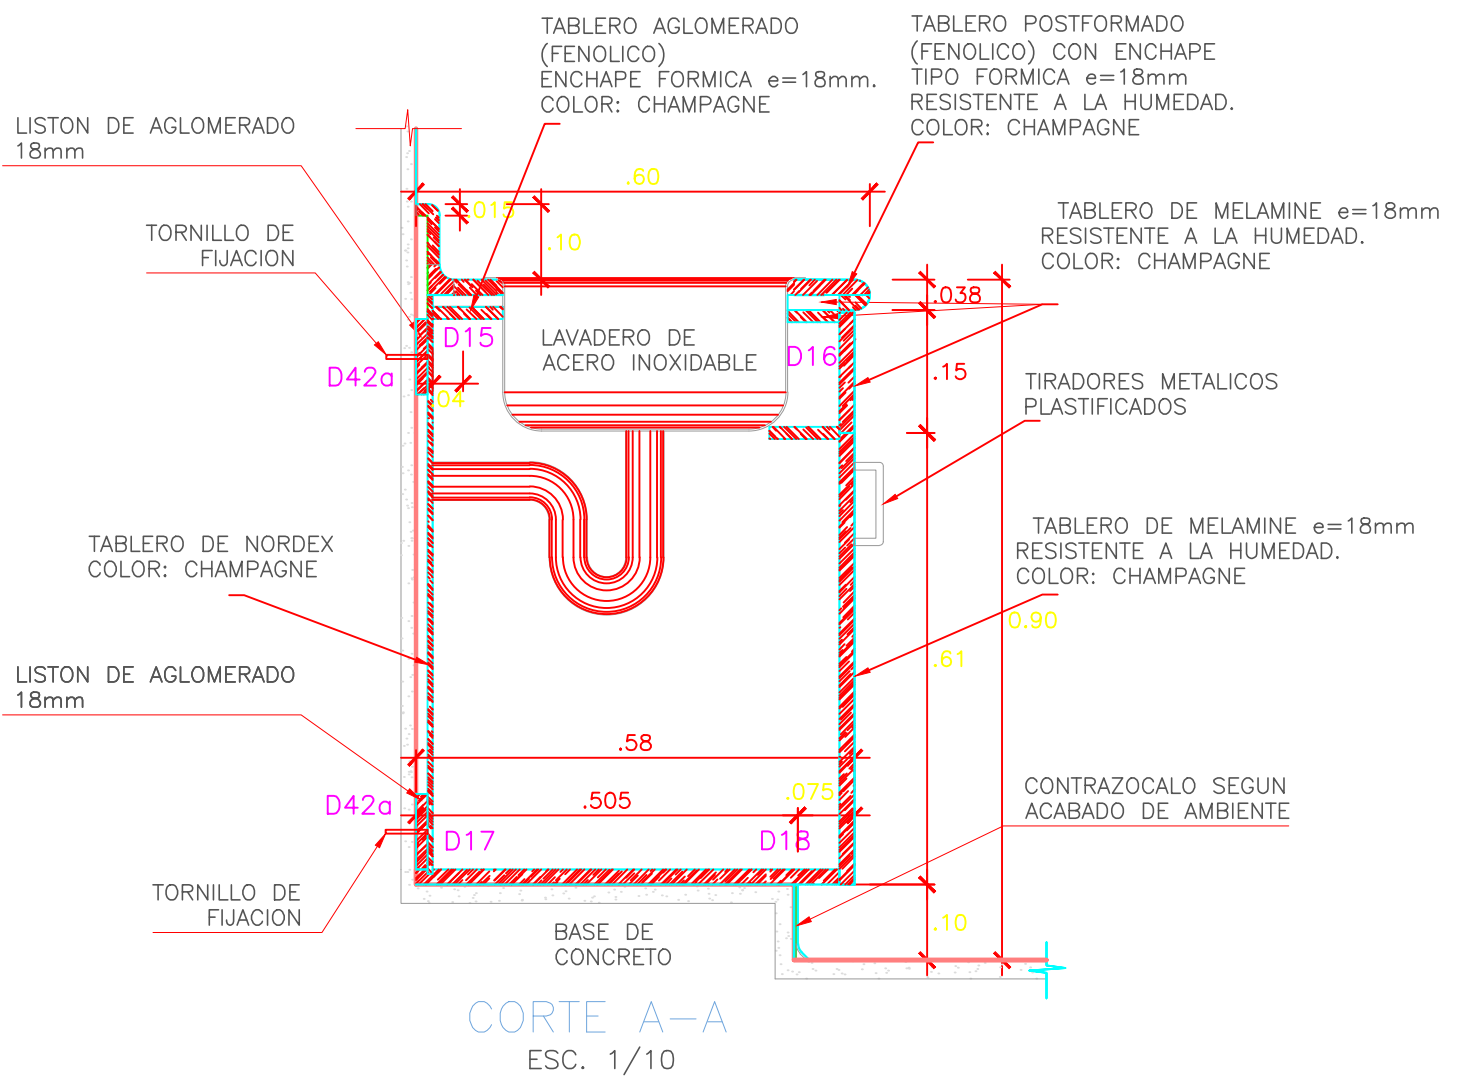 TABLERO AGLOMERADO
(FENOLICO)
ENCHAPE FORMICA e=18mm.
COLOR: CHAMPAGNE
TABLERO POSTFORMADO
(FENOLICO) CON ENCHAPE
TIPO FORMICA e=18mm
RESISTENTE A LA HUMEDAD.
COLOR: CHAMPAGNE
LISTON DE AGLOMERADO
18mm
.60
.015
.10
TORNILLO DE
FIJACION
TABLERO DE MELAMINE e=18mm
RESISTENTE A LA HUMEDAD.
COLOR: CHAMPAGNE
.038
D15
LAVADERO DE
ACERO INOXIDABLE
D16
D42a
.04
.15
TIRADORES METALICOS
PLASTIFICADOS
TABLERO DE NORDEX
COLOR: CHAMPAGNE
TABLERO DE MELAMINE e=18mm
RESISTENTE A LA HUMEDAD.
COLOR: CHAMPAGNE
0.90
.61
LISTON DE AGLOMERADO
18mm
.58
D42a
.505
.075
D17
D18
CONTRAZOCALO SEGUN
ACABADO DE AMBIENTE
TORNILLO DE
FIJACION
.10
BASE DE
CONCRETO
CORTE A-A
ESC. 1/10